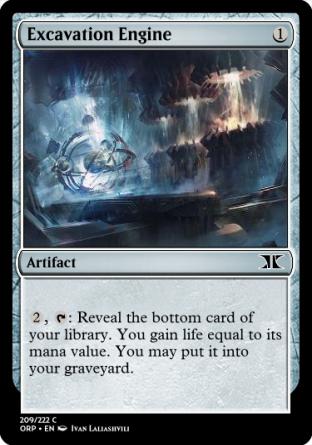 Excavation Engine 1
Artifact
2, T: Reveal the bottom card of
your library. You gain life equal to its
mana value. You may put it into
your graveyard.
209/222 C
ORP • EN Ivan Laliashvili